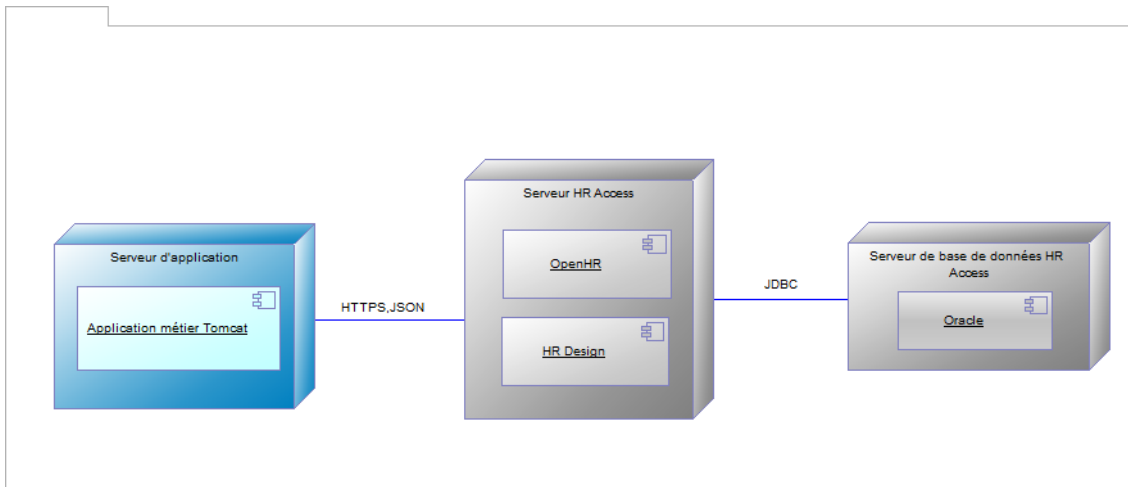 Serveur d'application
Application métier Tomcat
HTTPS,JSON
Serveur HR Access
OpenHR
HR Design
JDBC
Serveur de base de données HR
Access
Oracle